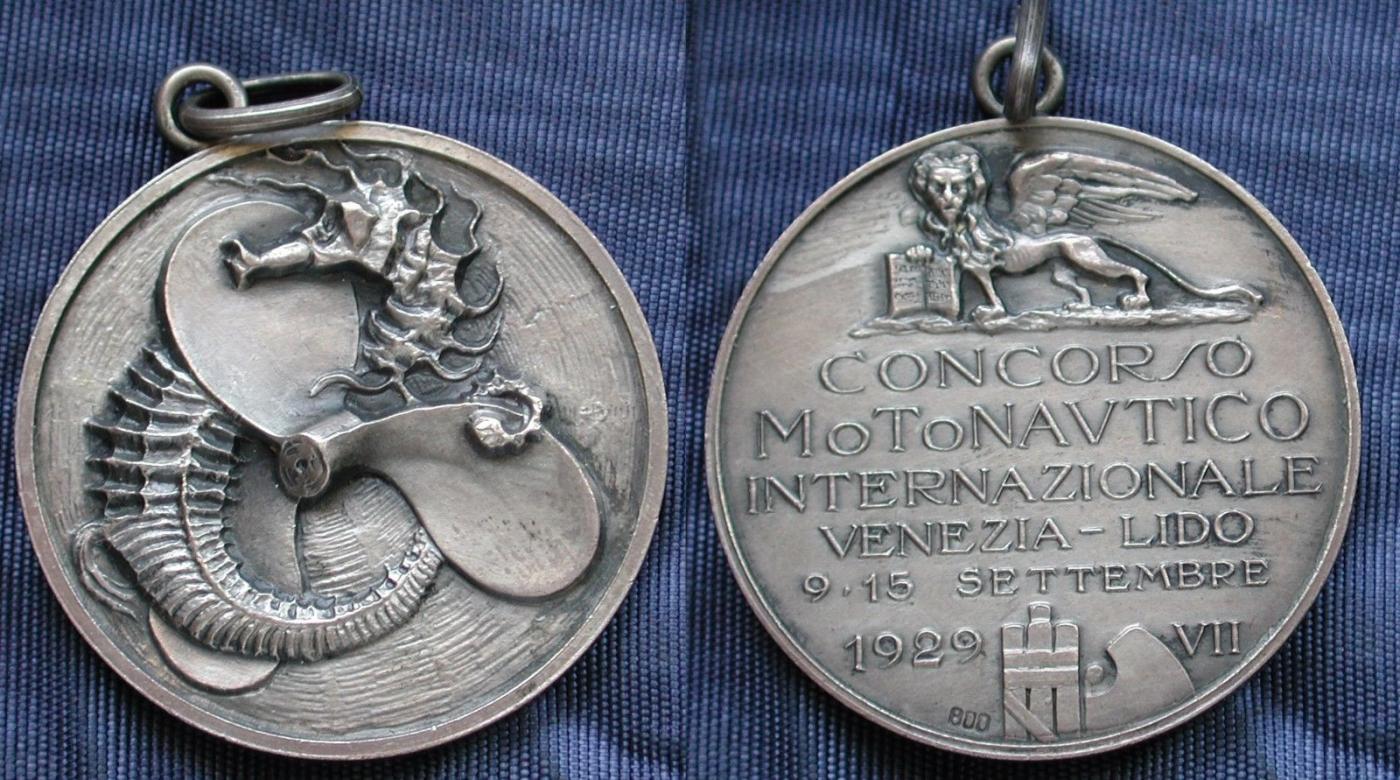 CONCORSO
MoToNAVTICO
INTERNAZIONALE
VENEZIA - LIDO
9·15 SETTEMBRE
1929 VII
800